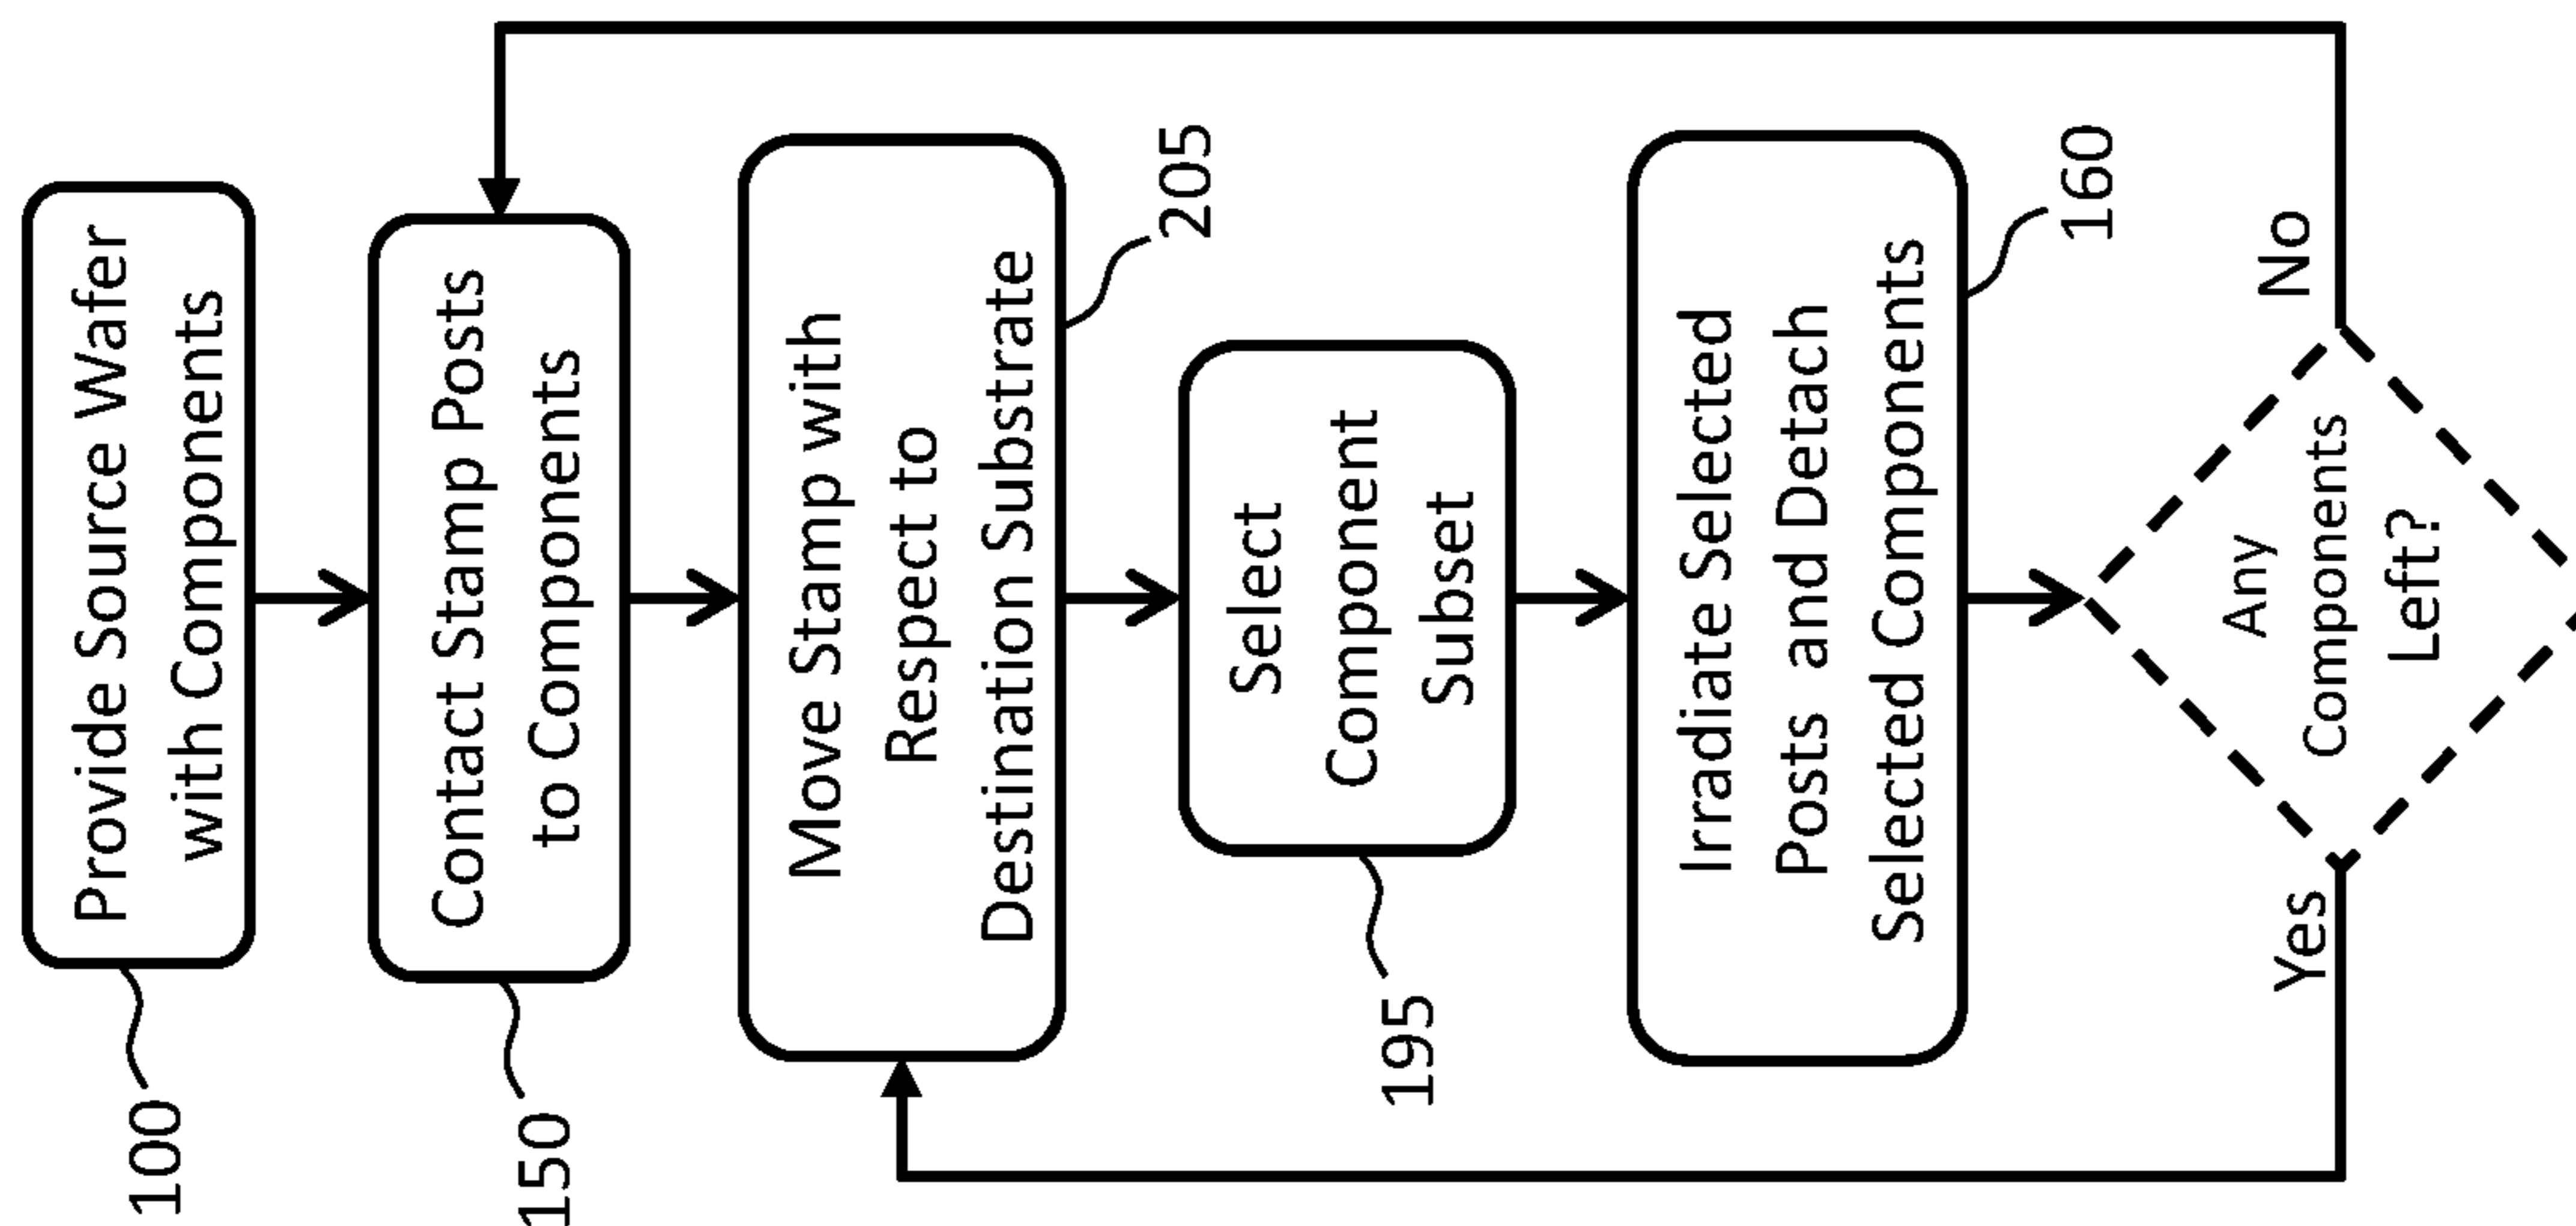 Provide Source Wafer
with Components
100
Contact Stamp Posts
to Components
150
Move Stamp with
Respect to
Destination Substrate
205
Select
Component
Subset
195
Irradiate Selected
Posts and Detach
Selected Components
160
Any
Components
Left?
Yes
No